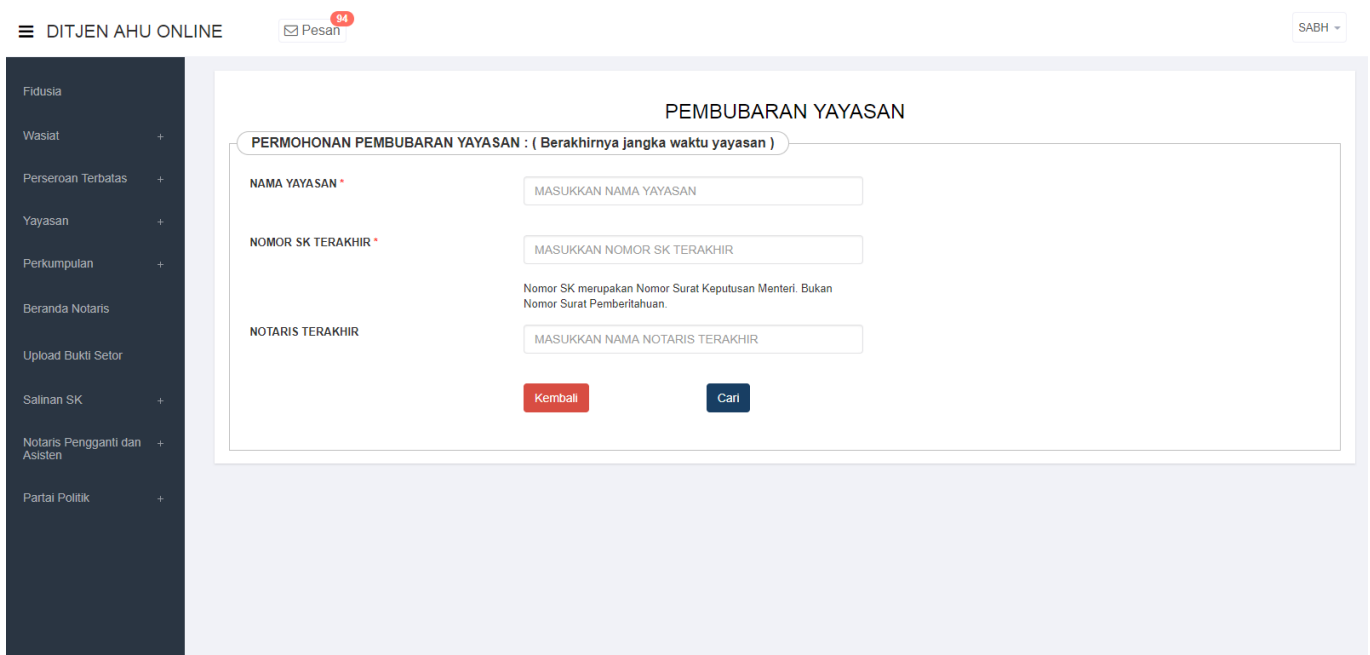 DITJEN AHU ONLINE
Pesan
94
SABH
Fidusia
Wasiat +
Perseroan Terbatas +
Yayasan +
Perkumpulan +
Beranda Notaris
Upload Bukti Setor
Salinan SK +
Notaris Pengganti dan +
Asisten
Partai Politik +
PEMBUBARAN YAYASAN
PERMOHONAN PEMBUBARAN YAYASAN : ( Berakhirnya jangka waktu yayasan )
NAMA YAYASAN *
MASUKKAN NAMA YAYASAN
NOMOR SK TERAKHIR *
MASUKKAN NOMOR SK TERAKHIR
Nomor SK merupakan Nomor Surat Keputusan Menteri. Bukan
Nomor Surat Pemberitahuan.
NOTARIS TERAKHIR
MASUKKAN NAMA NOTARIS TERAKHIR
Kembali
Cari